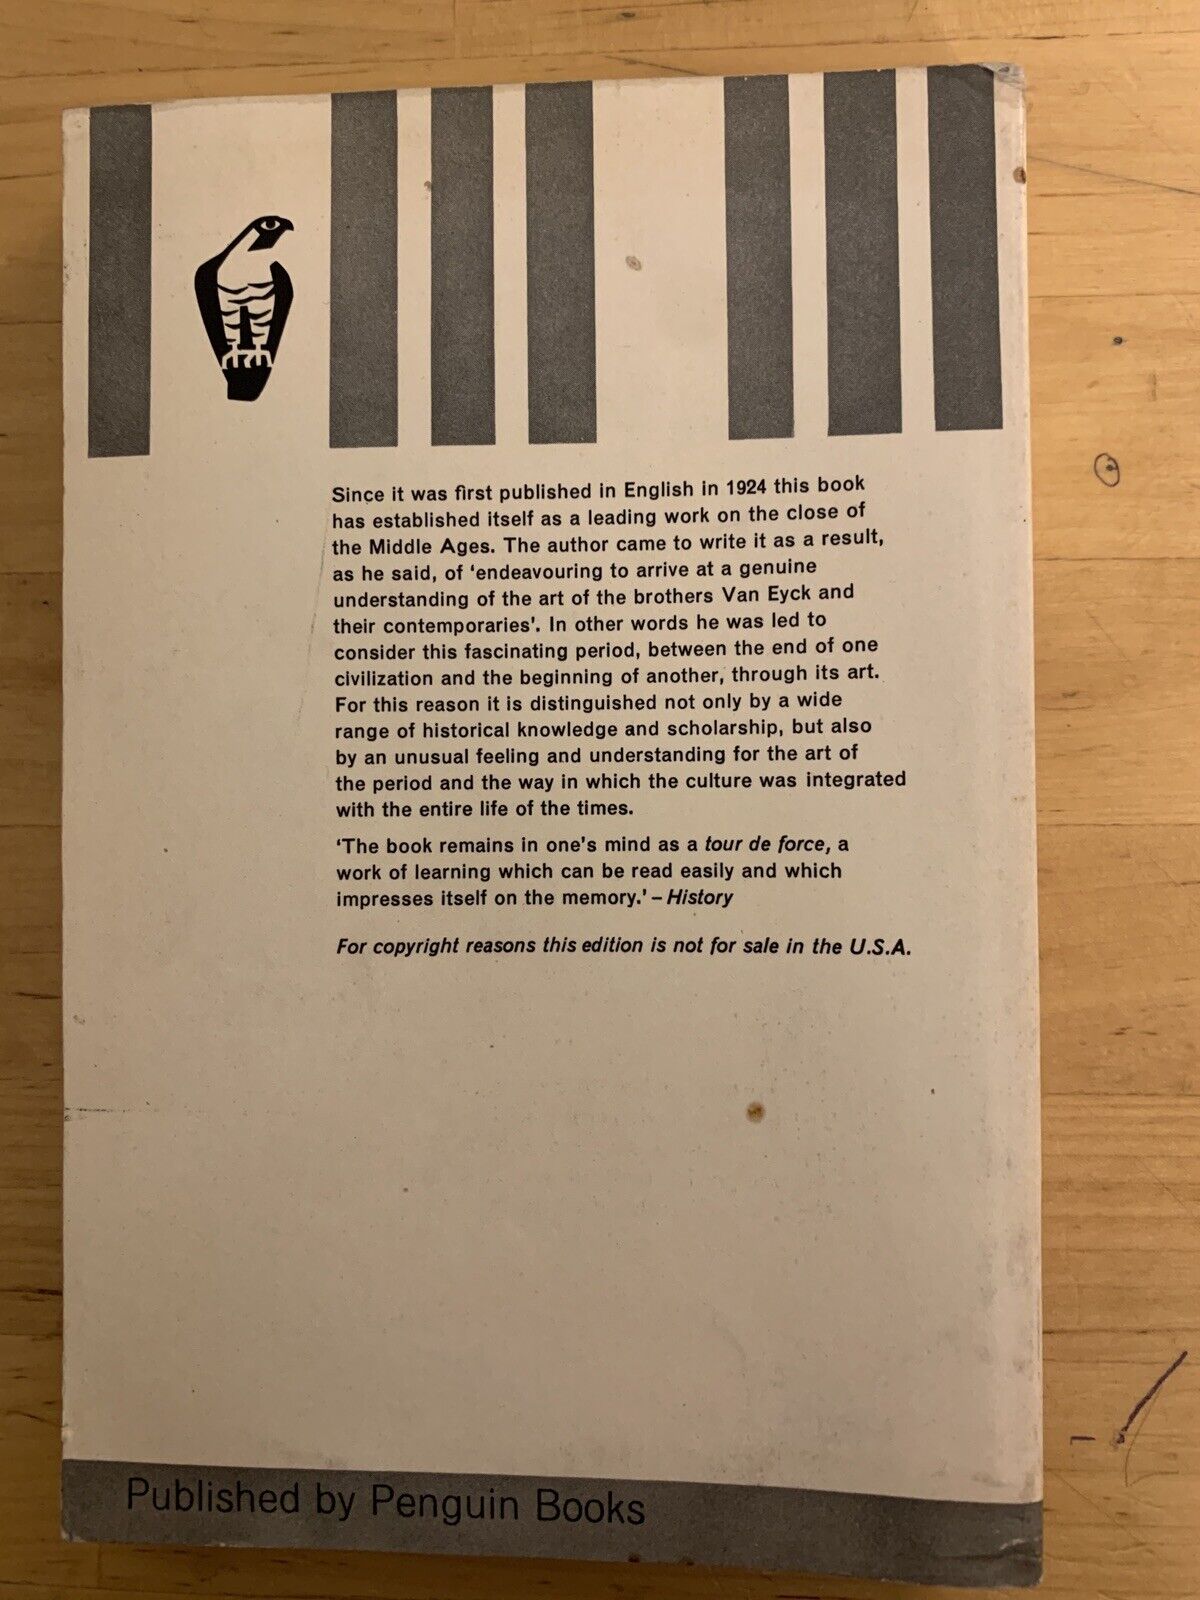 Since it was first published in English in 1924 this book
has established itself as a leading work on the close of
the Middle Ages. The author came to write it as a result,
as he said, of ‘endeavouring to arrive at a genuine
understanding of the art of the brothers Van Eyck and
their contemporaries’. In other words he was led to
consider this fascinating period, between the end of one
civilization and the beginning of another, through its art.
For this reason it is distinguished not only by a wide
range of historical knowledge and scholarship, but also
by an unusual feeling and understanding for the art of
the period and the way in which the culture was integrated
with the entire life of the times.
‘The book remains in one's mind as a tour de force, a
work of learning which can be read easily and which
impresses itself on the memory.’ – History
For copyright reasons this edition is not for sale in the U.S.A.
Published by Penguin Books